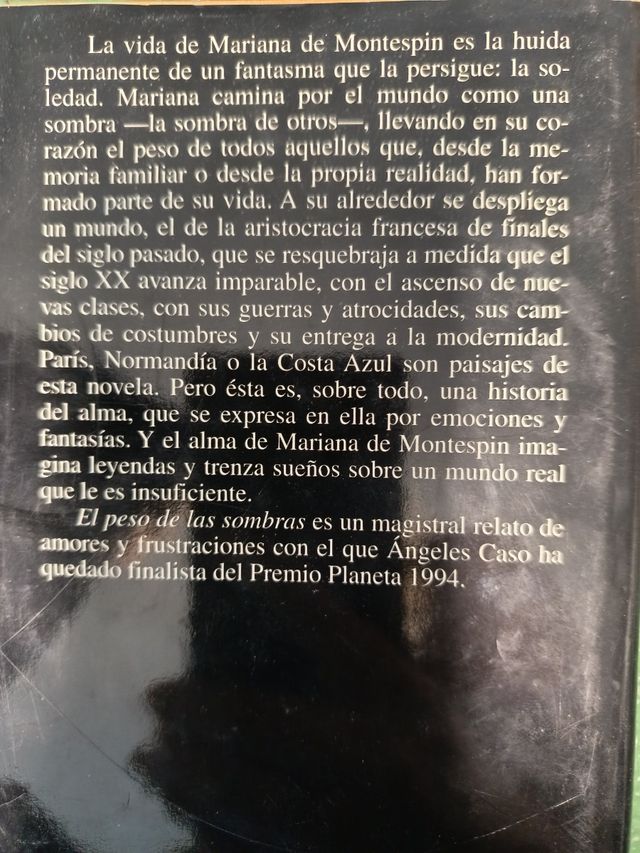 La vida de Mariana de Montespin es la huida
permanente de un fantasma que la persigue: la so-
ledad. Mariana camina por el mundo como una
sombra —la sombra de otros—, llevando en su co-
razón el peso de todos aquellos que, desde la me-
moria familiar o desde la propia realidad, han for-
mado parte de su vida. A su alrededor se despliega
un mundo, el de la aristocracia francesa de finales
del siglo pasado, que se resquebraja a medida que el
siglo XX avanza imparable, con el ascenso de nue-
vas clases, con sus guerras y atrocidades, sus cam-
bios de costumbres y su entrega a la modernidad.
París, Normandía o la Costa Azul son paisajes de
esta novela. Pero ésta es, sobre todo, una historia
del alma, que se expresa en ella por emociones y
fantasías. Y el alma de Mariana de Montespin ima-
gina leyendas y trenza sueños sobre un mundo real
que le es insuficiente.
El peso de las sombras es un magistral relato de
amores y frustraciones con el que Ángeles Caso ha
quedado finalista del Premio Planeta 1994.